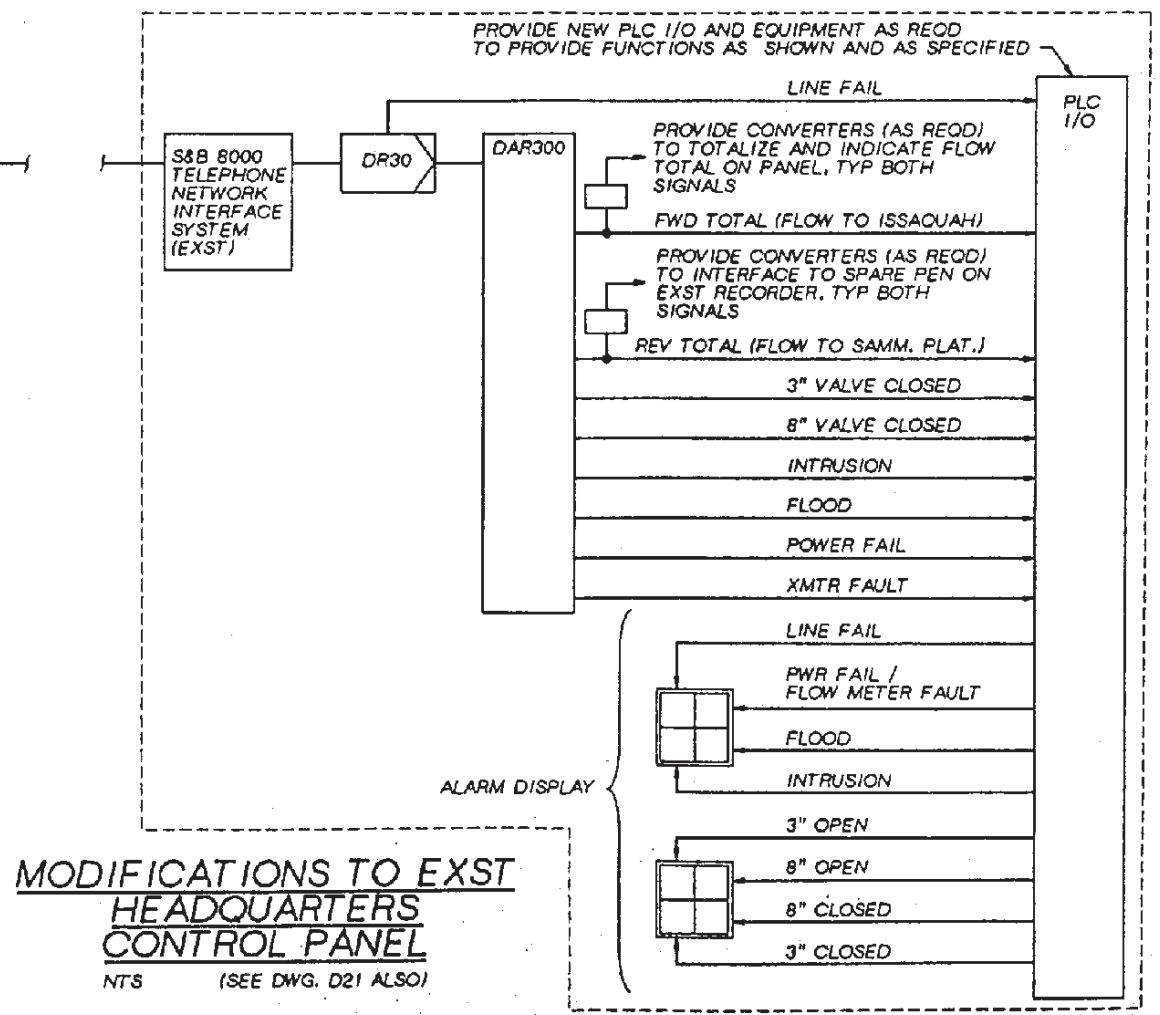 PROVIDE NEW PLC I/O AND EQUIPMENT AS REQD
TO PROVIDE FUNCTIONS AS SHOWN AND AS SPECIFIED
LINE FAIL
PLC
I/O
S&B 8000
TELEPHONE
NETWORK
INTERFACE
SYSTEM
(EXST)
DR30
DAR300
PROVIDE CONVERTERS (AS REQD)
TO TOTALIZE AND INDICATE FLOW
TOTAL ON PANEL, TYP BOTH
SIGNALS
FWD TOTAL (FLOW TO ISSAQUAH)
PROVIDE CONVERTERS (AS REQD)
TO INTERFACE TO SPARE PEN ON
EXST RECORDER, TYP BOTH
SIGNALS
REV TOTAL (FLOW TO SAMM. PLAT.)
3" VALVE CLOSED
8" VALVE CLOSED
INTRUSION
FLOOD
POWER FAIL
XMTR FAULT
LINE FAIL
PWR FAIL /
FLOW METER FAULT
FLOOD
INTRUSION
ALARM DISPLAY
3" OPEN
8" OPEN
8" CLOSED
3" CLOSED
MODIFICATIONS TO EXST
HEADQUARTERS
CONTROL PANEL
NTS (SEE DWG. D21 ALSO)